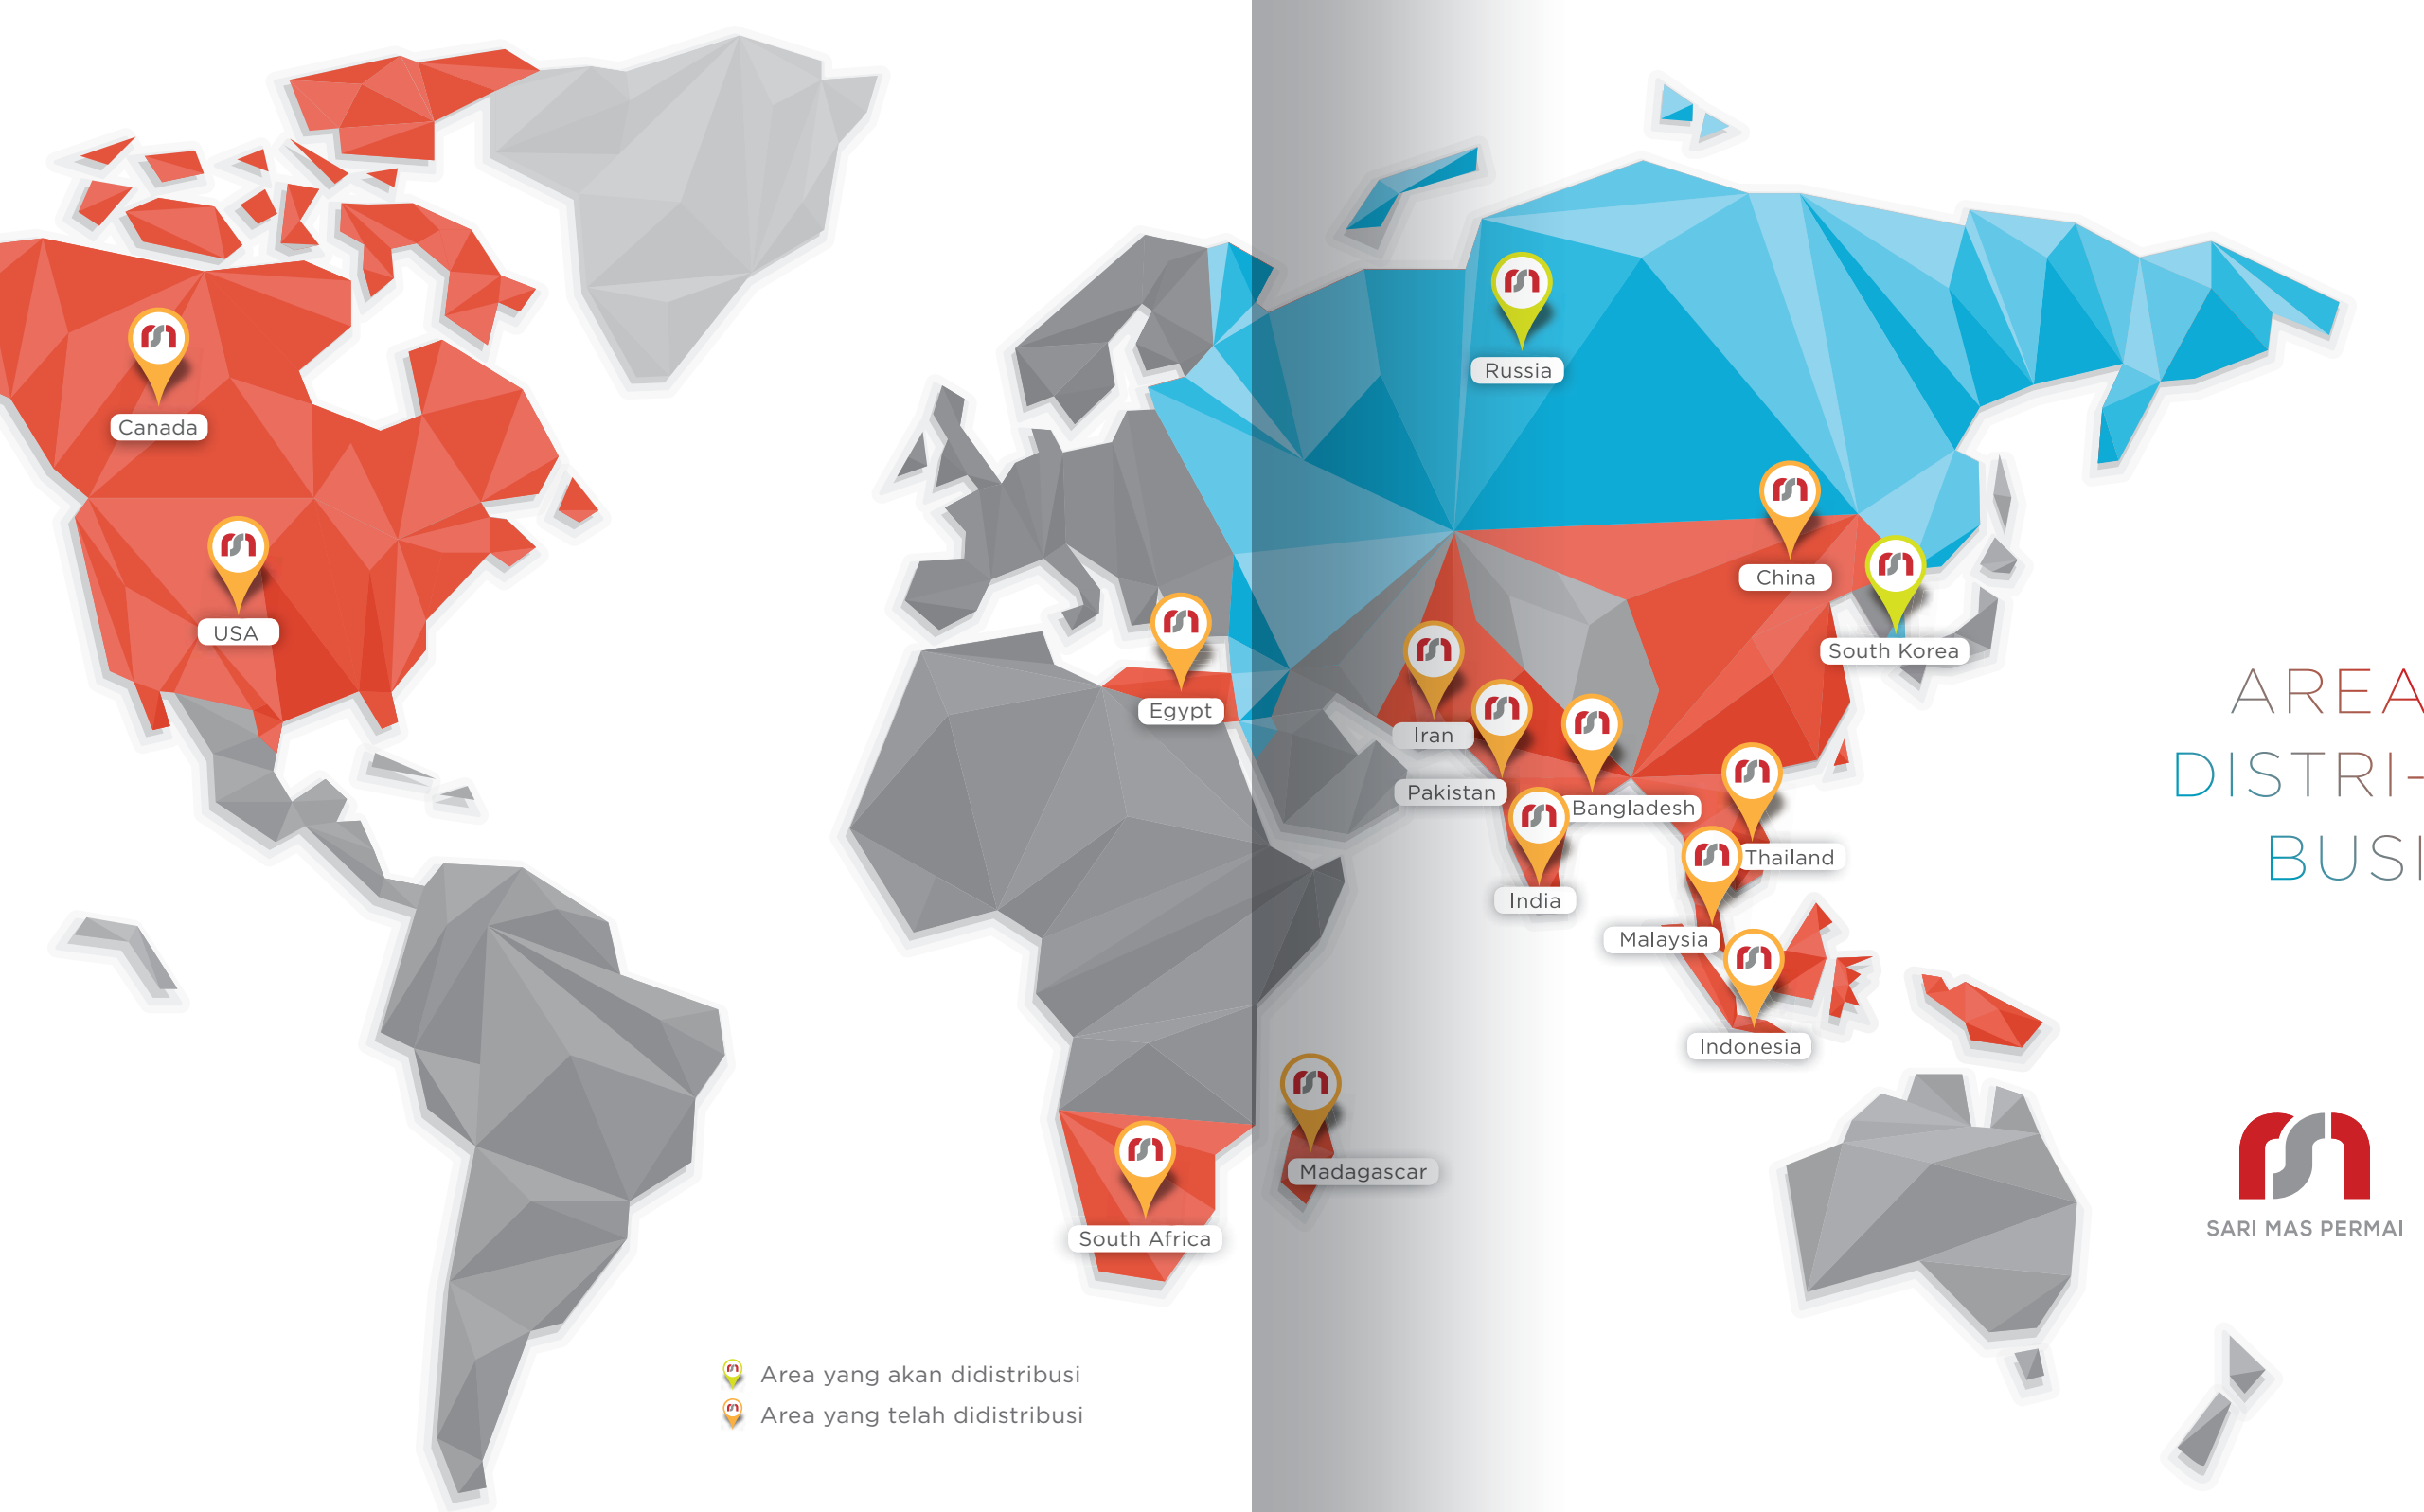 Canada
USA
Russia
China
South Korea
Egypt
Iran
Pakistan
Bangladesh
Thailand
India
Malaysia
Indonesia
Madagascar
South Africa
AREA
DISTRI-
BUSI
SARI MAS PERMAI
Area yang akan didistribusi
Area yang telah didistribusi